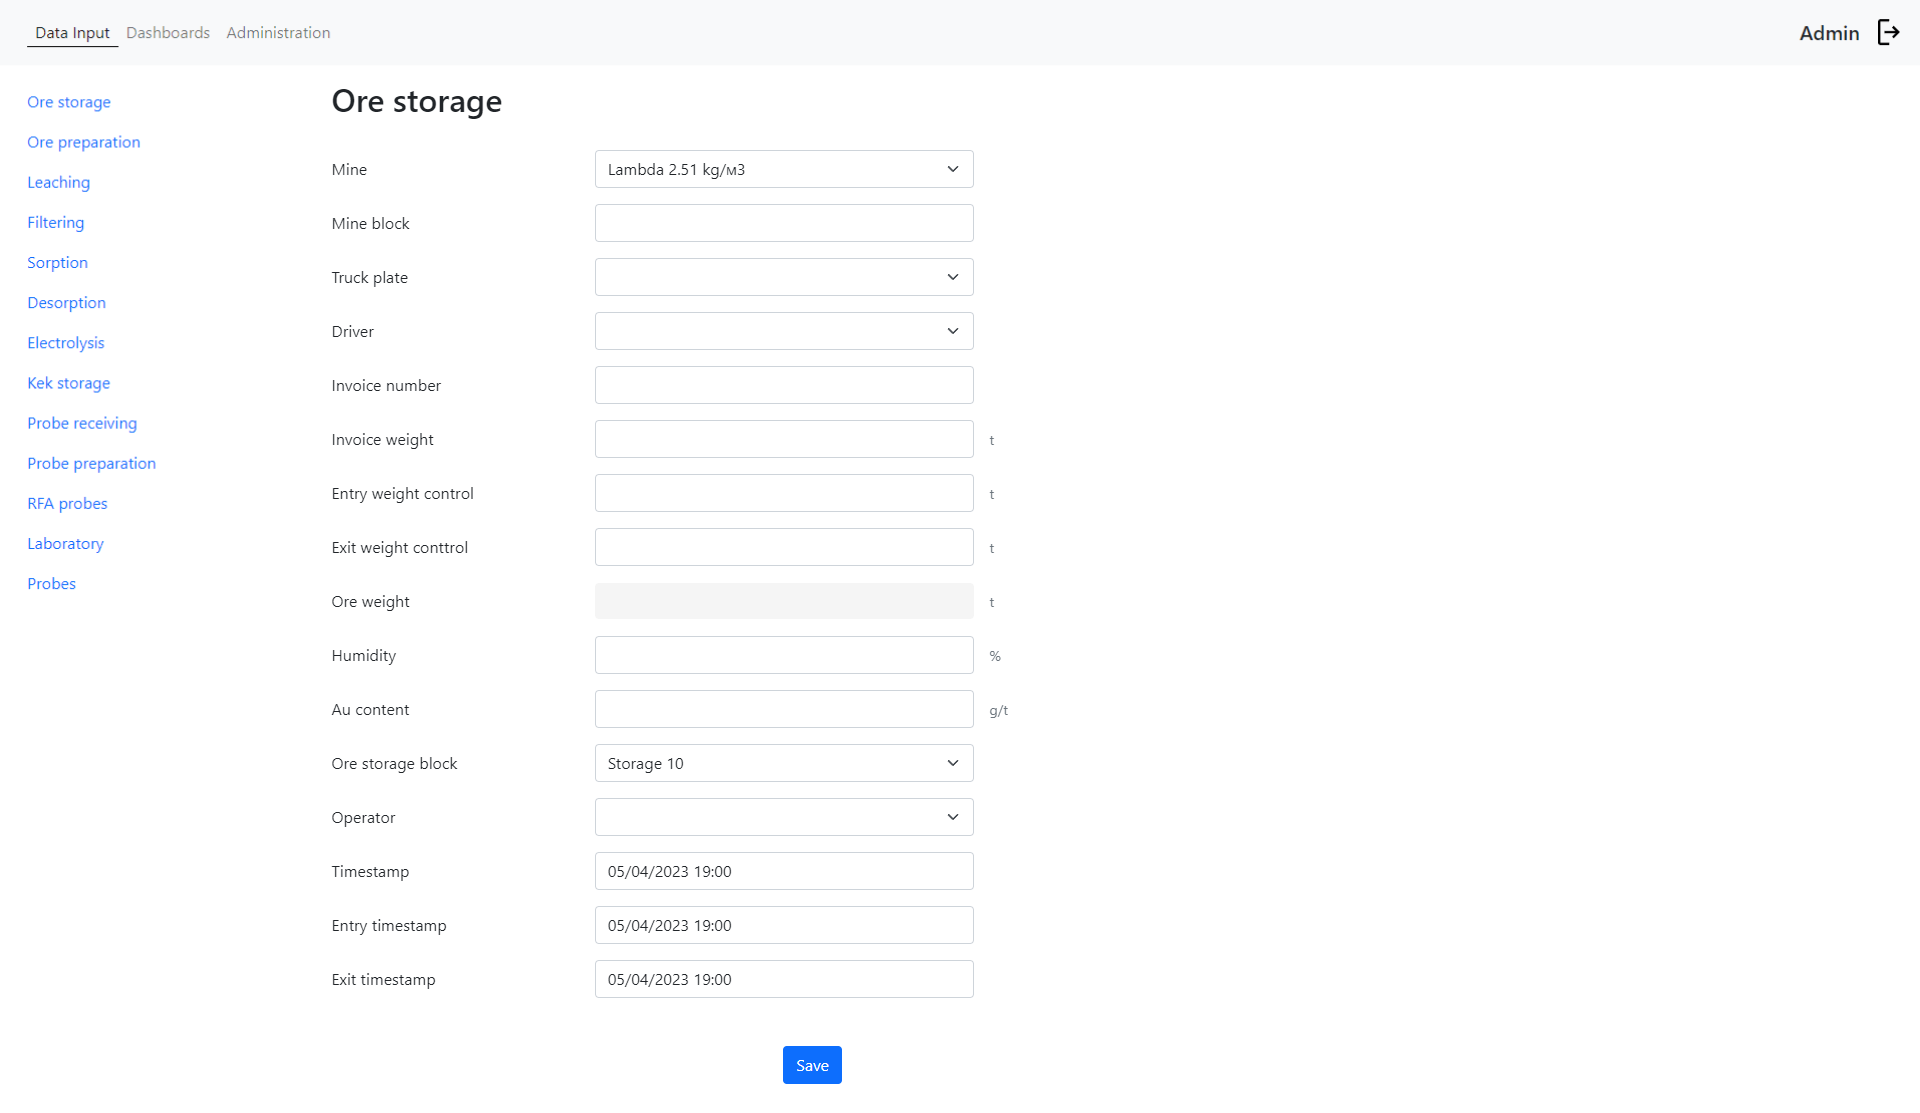 Data Input Dashboards Administration Admin
Ore storage
Ore preparation
Leaching
Filtering
Sorption
Desorption
Electrolysis
Kek storage
Probe receiving
Probe preparation
RFA probes
Laboratory
Probes
Ore storage
Mine Lambda 2.51 kg/м3
Mine block
Truck plate
Driver
Invoice number
Invoice weight t
Entry weight control t
Exit weight conttrol t
Ore weight t
Humidity %
Au content g/t
Ore storage block Storage 10
Operator
Timestamp 05/04/2023 19:00
Entry timestamp 05/04/2023 19:00
Exit timestamp 05/04/2023 19:00
Save